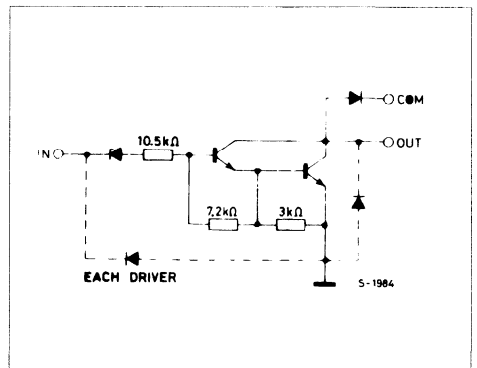 COM
10.5kΩ
IN
OUT
7.2kΩ
3kΩ
EACH DRIVER
S-1984